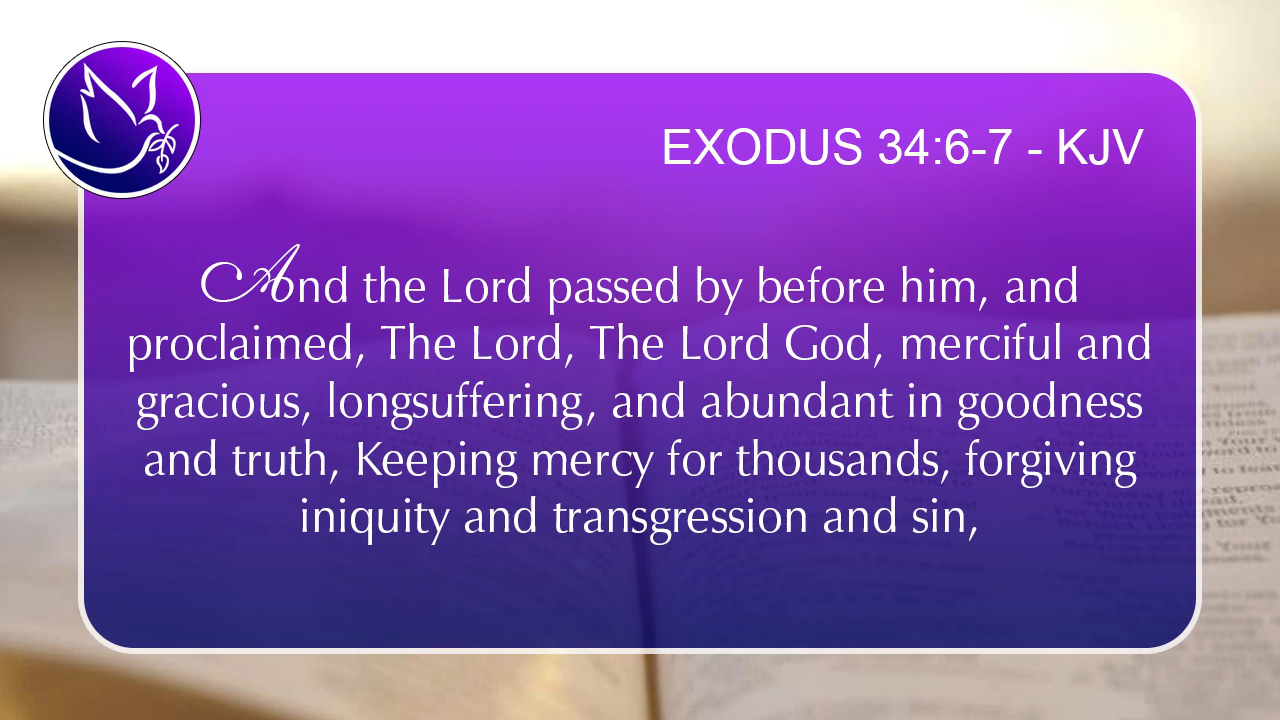 EXODUS 34:6-7 - KJV
And the Lord passed by before him, and
proclaimed, The Lord, The Lord God, merciful and
gracious, longsuffering, and abundant in goodness
and truth, Keeping mercy for thousands, forgiving
iniquity and transgression and sin,